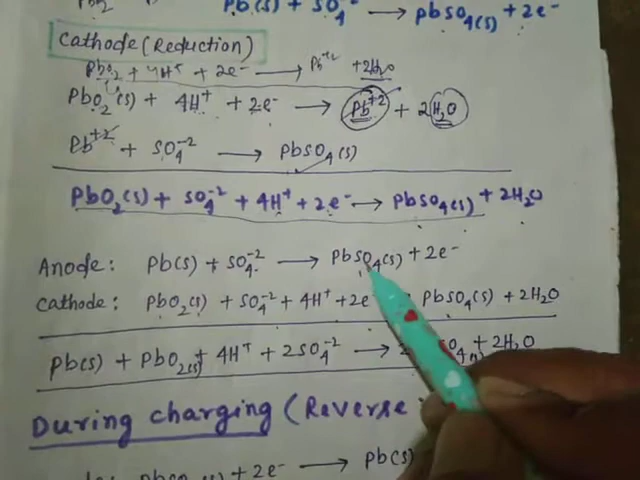 Pb(s) + SO4^-2 → PbSO4(s) + 2e-
Cathode (Reduction)
PbO2 + 4H+ + 2e- → Pb+2 + 2H2O
PbO2(s) + 4H+ + 2e- → Pb+2 + 2H2O
Pb+2 + SO4^-2 → PbSO4(s)
PbO2(s) + SO4^-2 + 4H+ + 2e- → PbSO4(s) + 2H2O
Anode: Pb(s) + SO4^-2 → PbSO4(s) + 2e-
Cathode: PbO2(s) + SO4^-2 + 4H+ + 2e PbSO4(s) + 2H2O
Pb(s) + PbO2(s) + 4H+ + 2SO4^-2 → 2 SO4(s) + 2H2O
During charging (Reverse
+ 2e- → Pb(s)